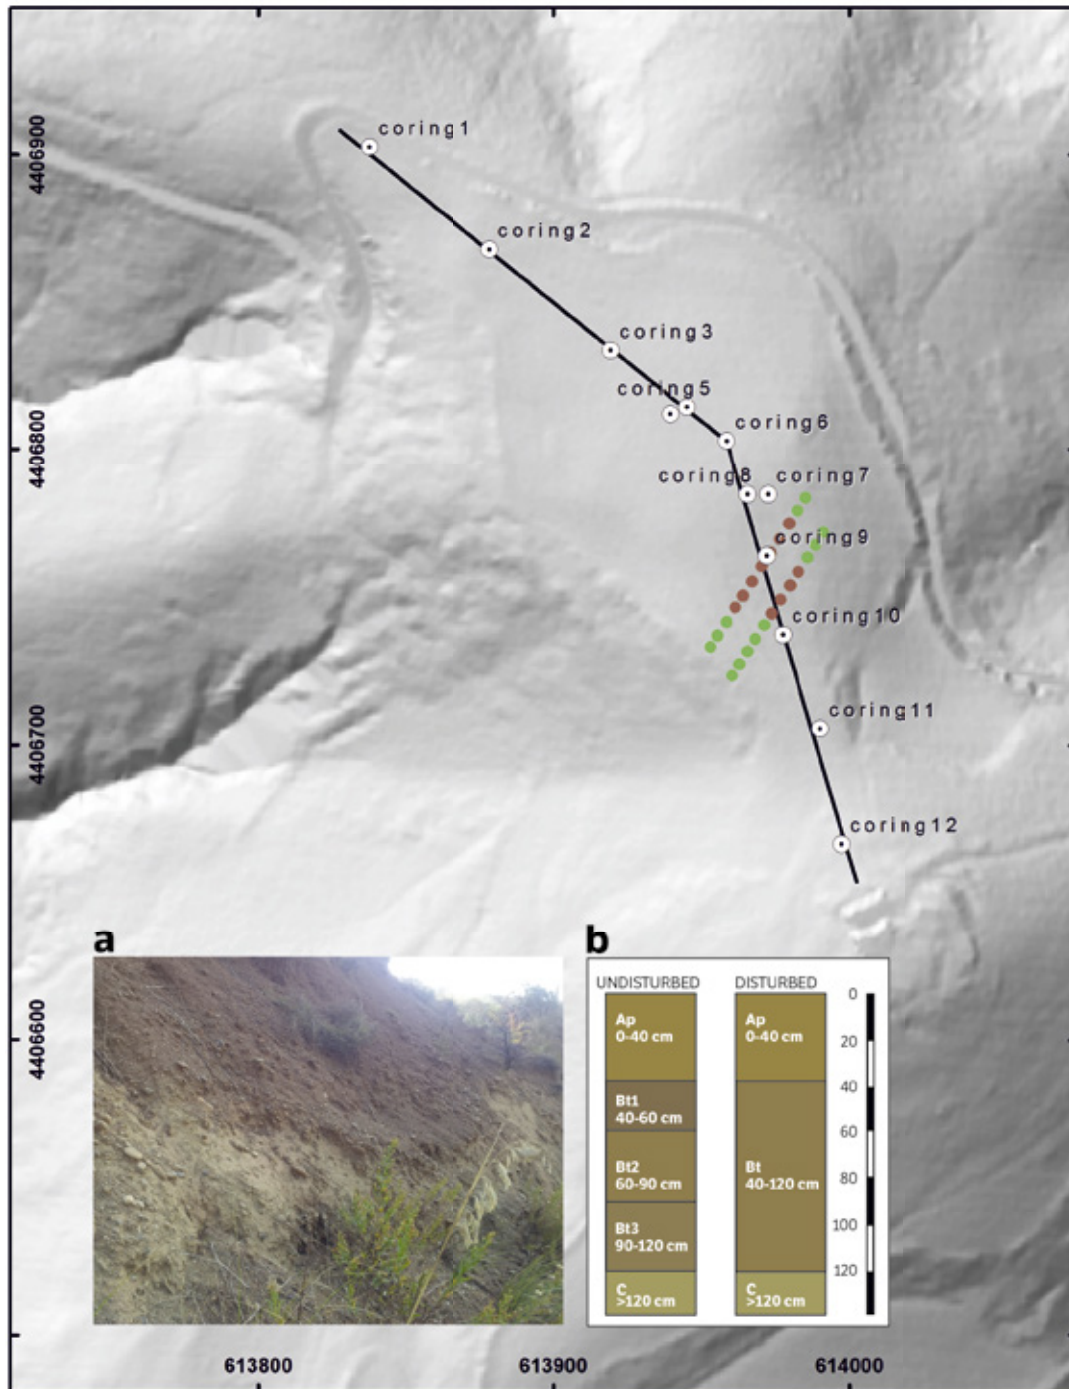 4406900
4406800
4406700
4406600
coring1
coring2
coring3
coring5
coring6
coring8
coring7
coring9
coring10
coring11
coring12
a
b
UNDISTURBED
Ap
0-40 cm
Bt1
40-60 cm
Bt2
60-90 cm
Bt3
90-120 cm
C
>120 cm
DISTURBED
Ap
0-40 cm
Bt
40-120 cm
C
>120 cm
0
20
40
60
80
100
120
613800
613900
614000